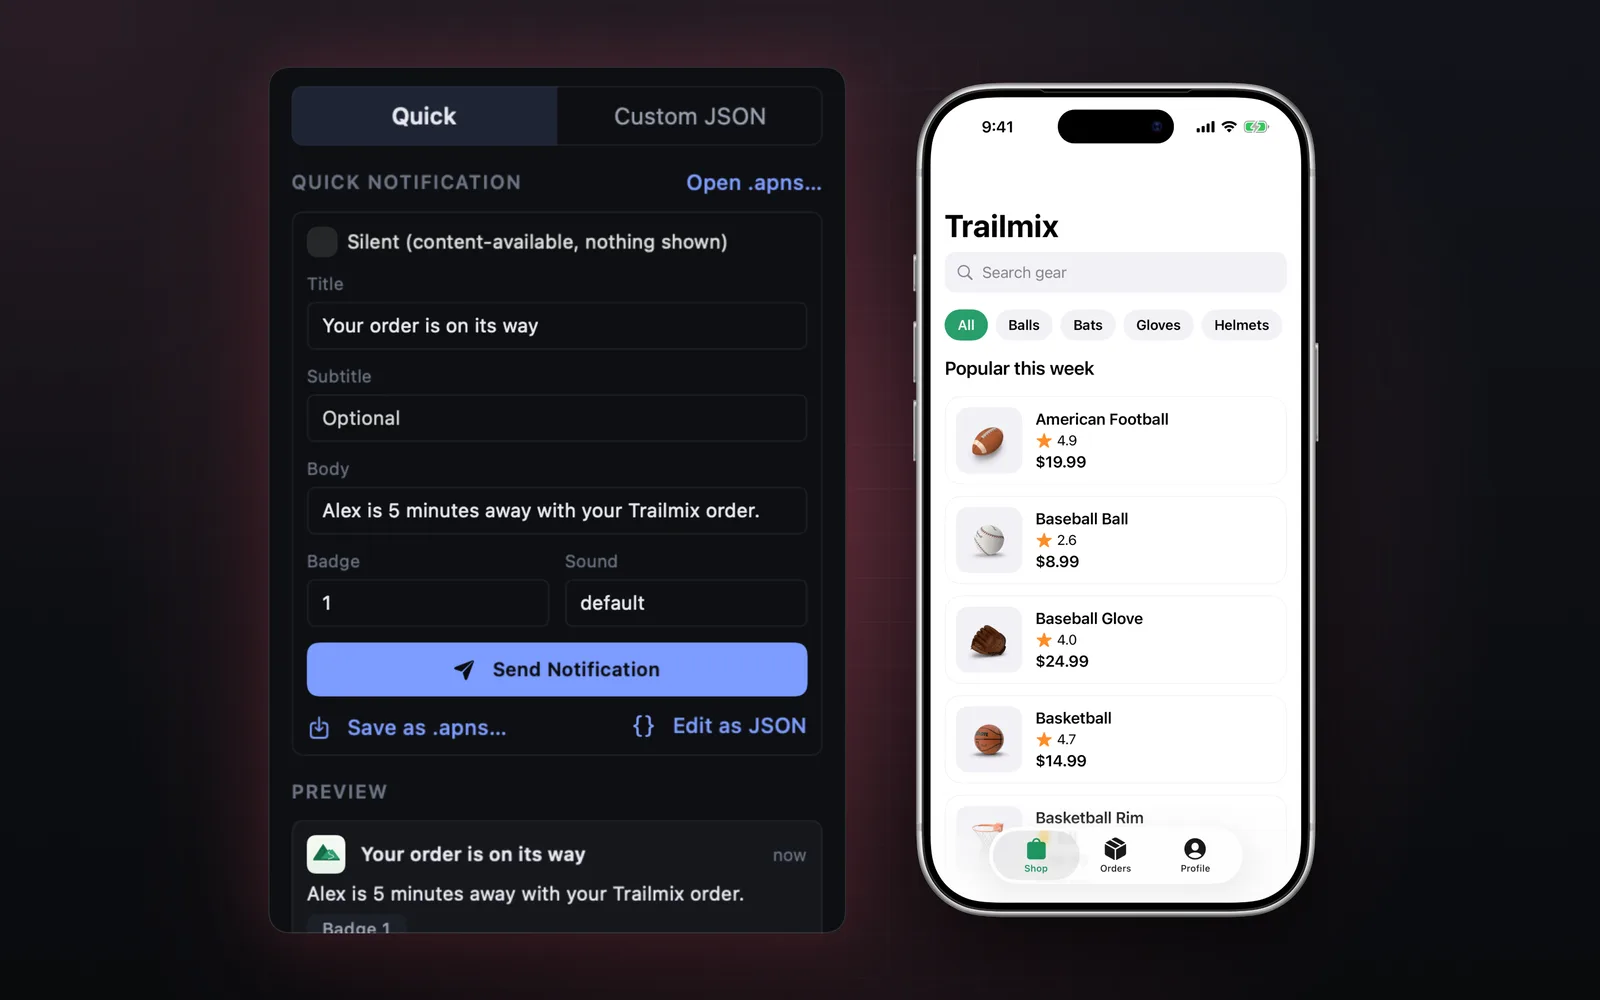 Quick
Custom JSON
QUICK NOTIFICATION
Open .apns...
Silent (content-available, nothing shown)
Title
Your order is on its way
Subtitle
Optional
Body
Alex is 5 minutes away with your Trailmix order.
Badge
Sound
1
default
Send Notification
Save as .apns...
{} Edit as JSON
PREVIEW
Your order is on its way
now
Alex is 5 minutes away with your Trailmix order.
Badge 1
9:41
Trailmix
Search gear
All
Balls
Bats
Gloves
Helmets
Popular this week
American Football
4.9
$19.99
Baseball Ball
2.6
$8.99
Baseball Glove
4.0
$24.99
Basketball
4.7
$14.99
Basketball Rim
Shop
Orders
Profile